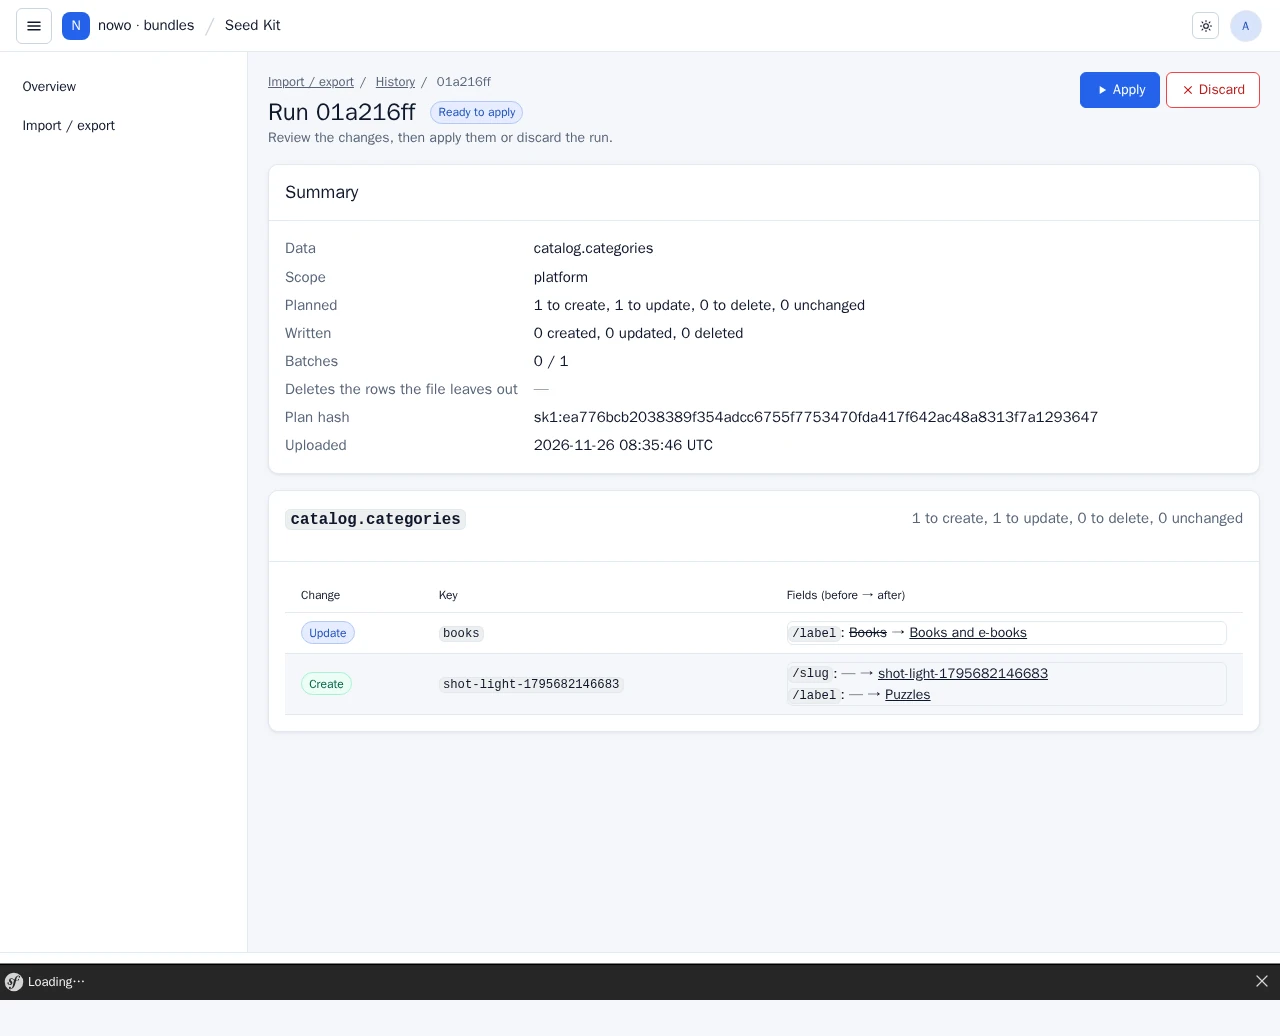 N nowo · bundles / Seed Kit A
Overview
Import / export
Import / export / History / 01a216ff
Run 01a216ff Ready to apply
Review the changes, then apply them or discard the run.
Apply Discard
Summary
Data catalog.categories
Scope platform
Planned 1 to create, 1 to update, 0 to delete, 0 unchanged
Written 0 created, 0 updated, 0 deleted
Batches 0 / 1
Deletes the rows the file leaves out —
Plan hash sk1:ea776bcb2038389f354adcc6755f7753470fda417f642ac48a8313f7a1293647
Uploaded 2026-11-26 08:35:46 UTC
catalog.categories 1 to create, 1 to update, 0 to delete, 0 unchanged
Change Key Fields (before → after)
Update books /label: Books → Books and e-books
Create shot-light-1795682146683 /slug: — → shot-light-1795682146683
/label: — → Puzzles
sf Loading…